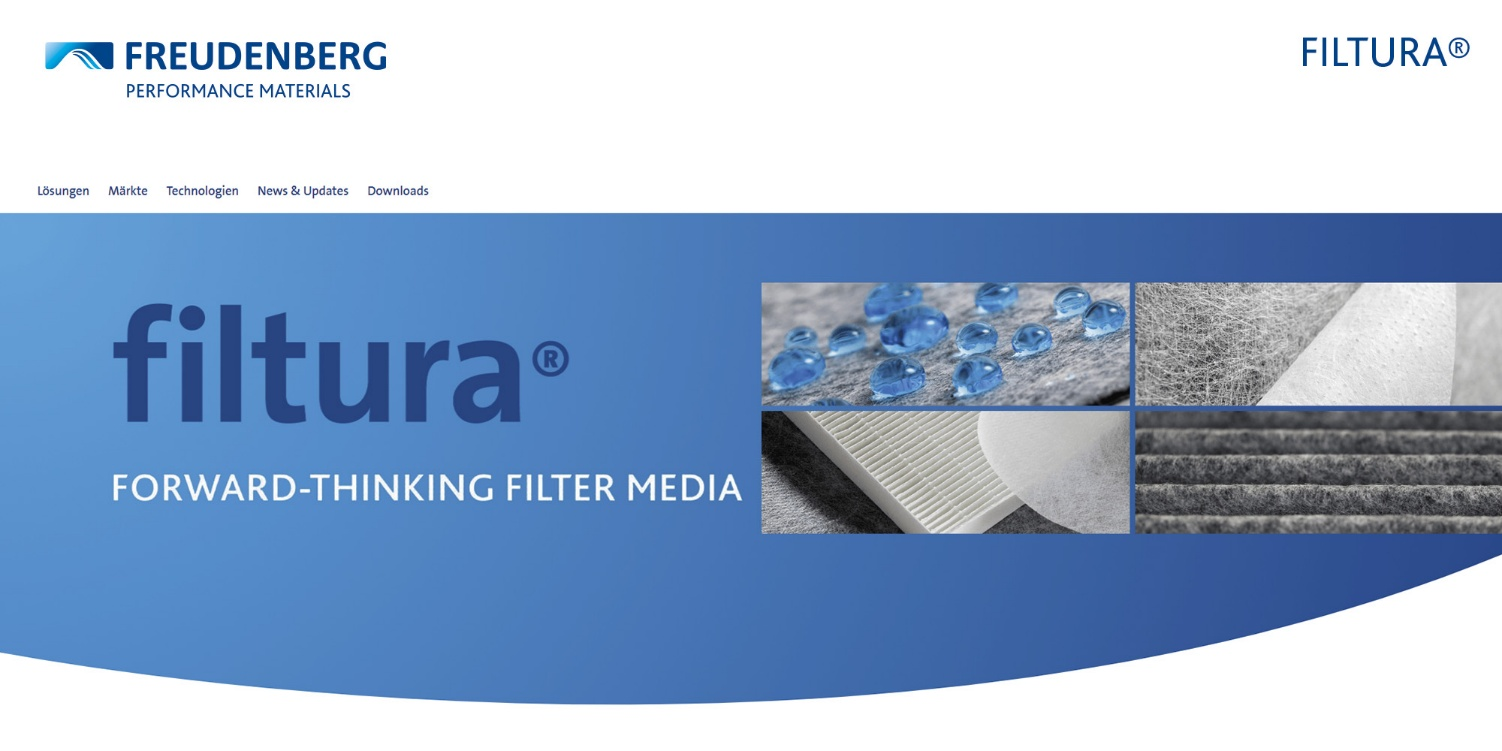 FREUDENBERG
PERFORMANCE MATERIALS
FILTURA®
Lösungen Märkte Technologien News & Updates Downloads
filtura®
FORWARD-THINKING FILTER MEDIA